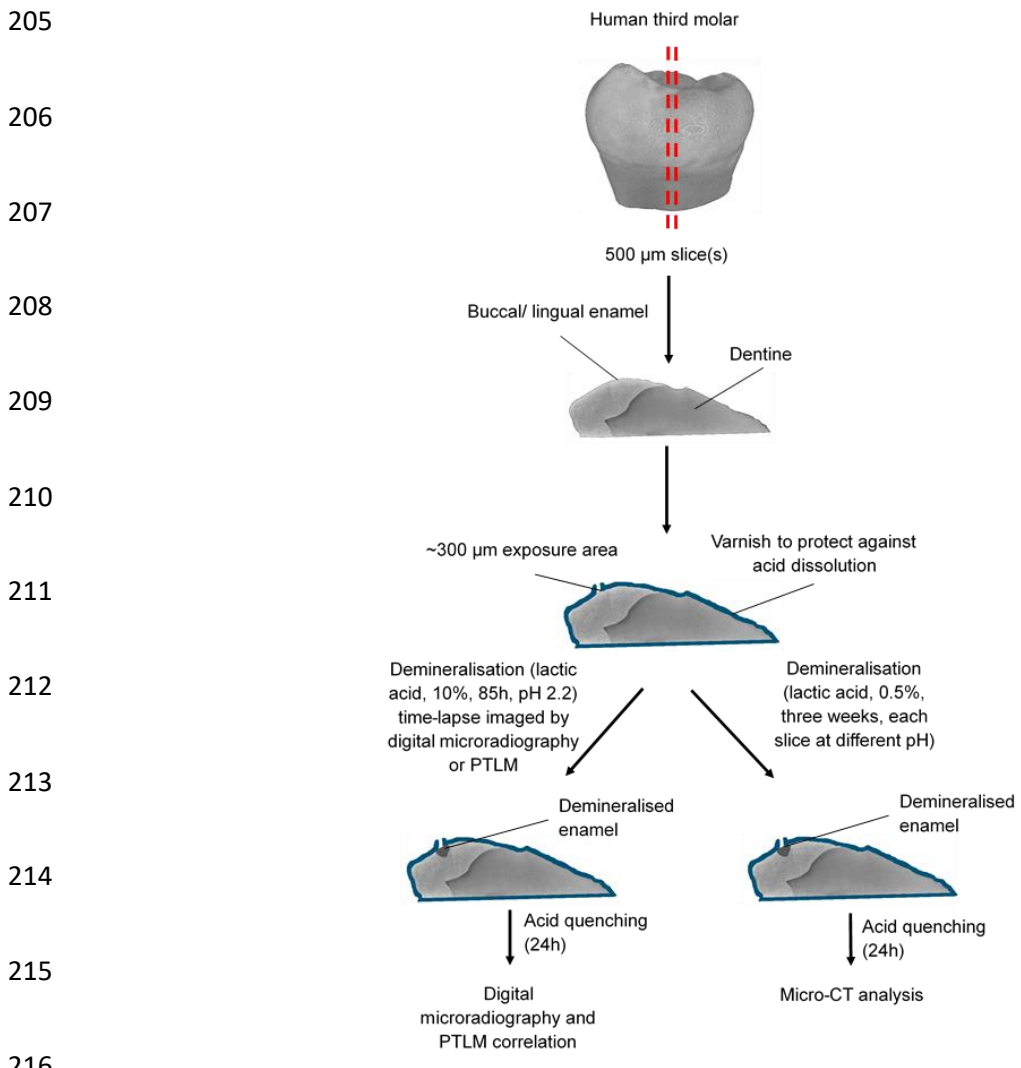 205
Human third molar
206
207
500 µm slice(s)
208
Buccal/ lingual enamel
Dentine
209
210
~300 µm exposure area
Varnish to protect against
acid dissolution
211
Demineralisation (lactic
acid, 10%, 85h, pH 2.2)
time-lapse imaged by
digital microradiography
or PTLM
Demineralisation
(lactic acid, 0.5%,
three weeks, each
slice at different pH)
212
213
Demineralised
enamel
Demineralised
enamel
214
Acid quenching
(24h)
Acid quenching
(24h)
215
Digital
microradiography and
PTLM correlation
Micro-CT analysis
216